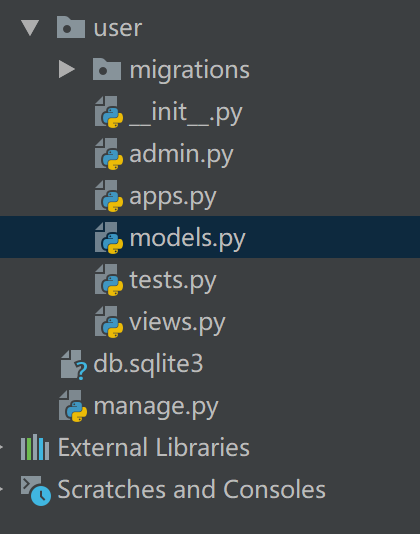 user
migrations
__init__.py
admin.py
apps.py
models.py
tests.py
views.py
db.sqlite3
manage.py
External Libraries
Scratches and Consoles